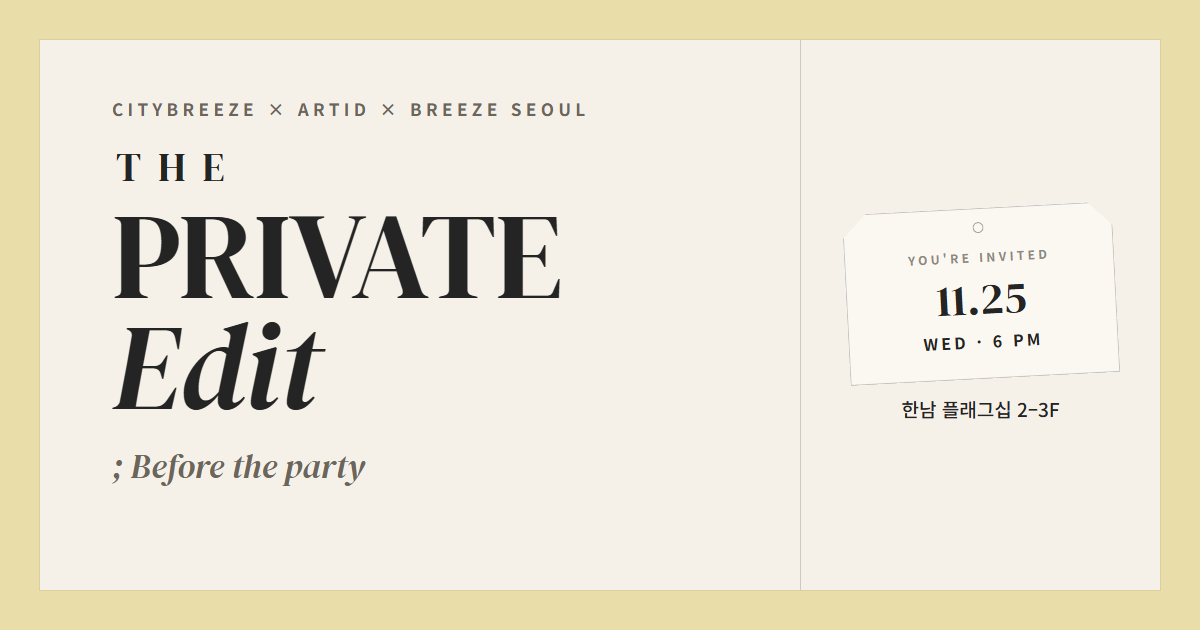 CITYBREEZE × ARTID × BREEZE SEOUL
THE
PRIVATE
Edit
; Before the party
YOU'RE INVITED
11.25
WED · 6 PM
한남 플래그십 2–3F